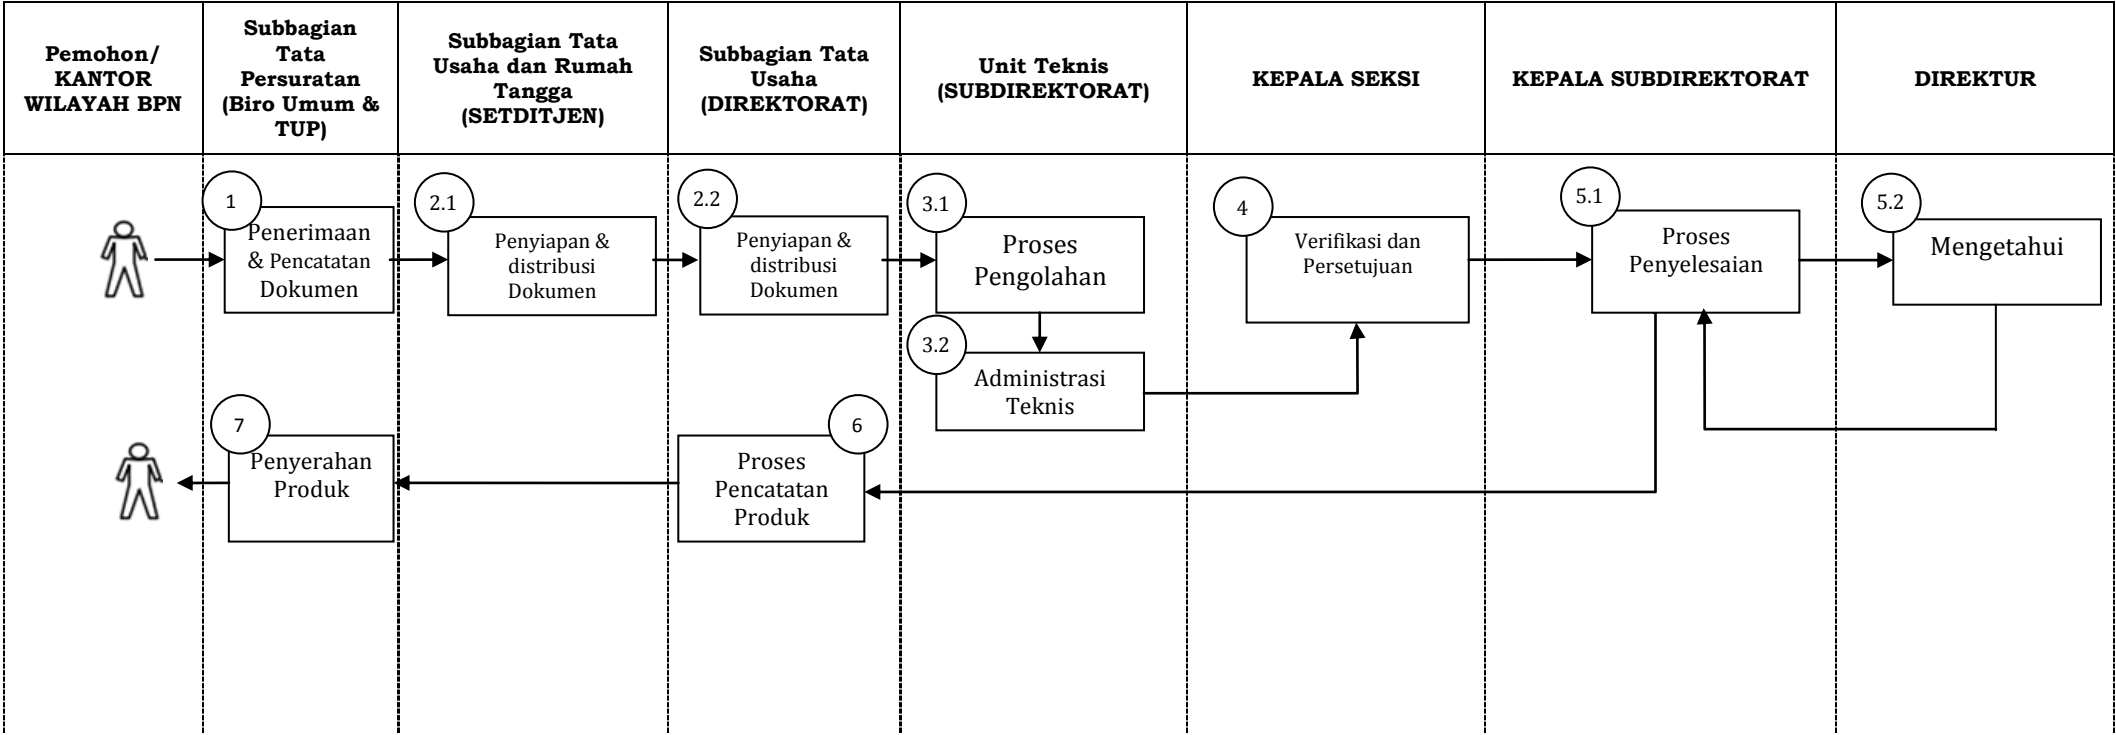 Pemohon/
KANTOR
WILAYAH BPN
Subbagian
Tata
Persuratan
(Biro Umum &
TUP)
Subbagian Tata
Usaha dan Rumah
Tangga
(SETDITJEN)
Subbagian Tata
Usaha
(DIREKTORAT)
Unit Teknis
(SUBDIREKTORAT)
KEPALA SEKSI
KEPALA SUBDIREKTORAT
DIREKTUR
1
Penerimaan
& Pencatatan
Dokumen
2.1
Penyiapan &
distribusi
Dokumen
2.2
Penyiapan &
distribusi
Dokumen
3.1
Proses
Pengolahan
3.2
Administrasi
Teknis
4
Verifikasi dan
Persetujuan
5.1
Proses
Penyelesaian
5.2
Mengetahui
6
Proses
Pencatatan
Produk
7
Penyerahan
Produk